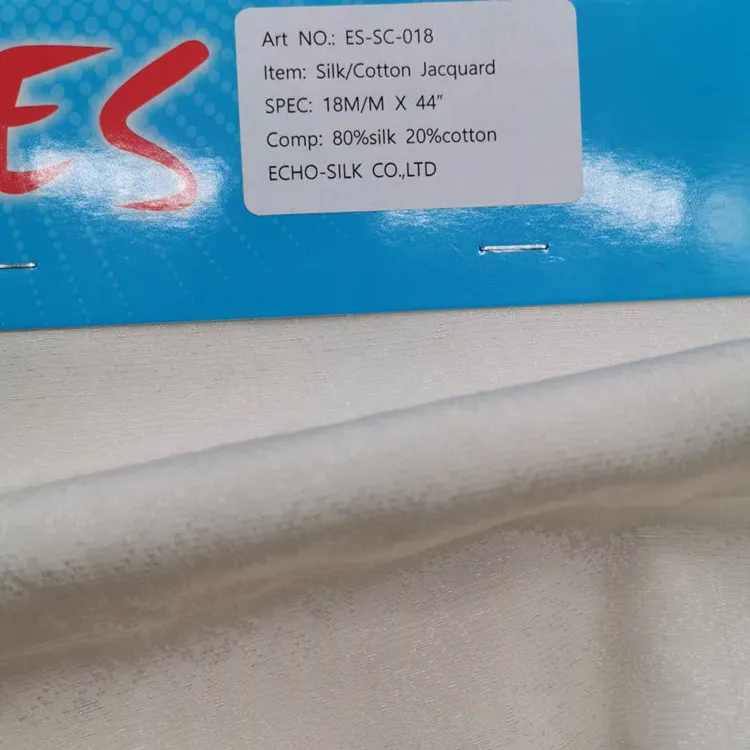 ES
Art NO.: ES-SC-018
Item: Silk/Cotton Jacquard
SPEC: 18M/M X 44"
Comp: 80%silk 20%cotton
ECHO-SILK CO.,LTD